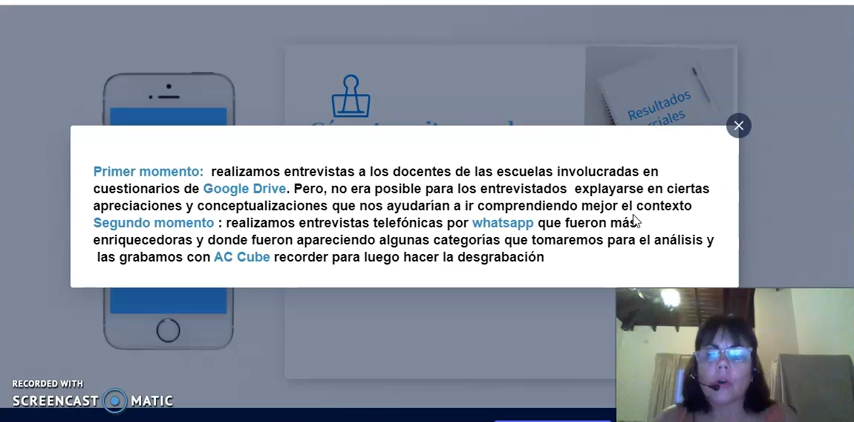 Resultados
Primer momento: realizamos entrevistas a los docentes de las escuelas involucradas en
cuestionarios de Google Drive. Pero, no era posible para los entrevistados explayarse en ciertas
apreciaciones y conceptualizaciones que nos ayudarían a ir comprendiendo mejor el contexto
Segundo momento : realizamos entrevistas telefónicas por whatsapp que fueron más
enriquecedoras y donde fueron apareciendo algunas categorías que tomaremos para el análisis y
las grabamos con AC Cube recorder para luego hacer la desgrabación
RECORDED WITH
SCREENCAST MATIC